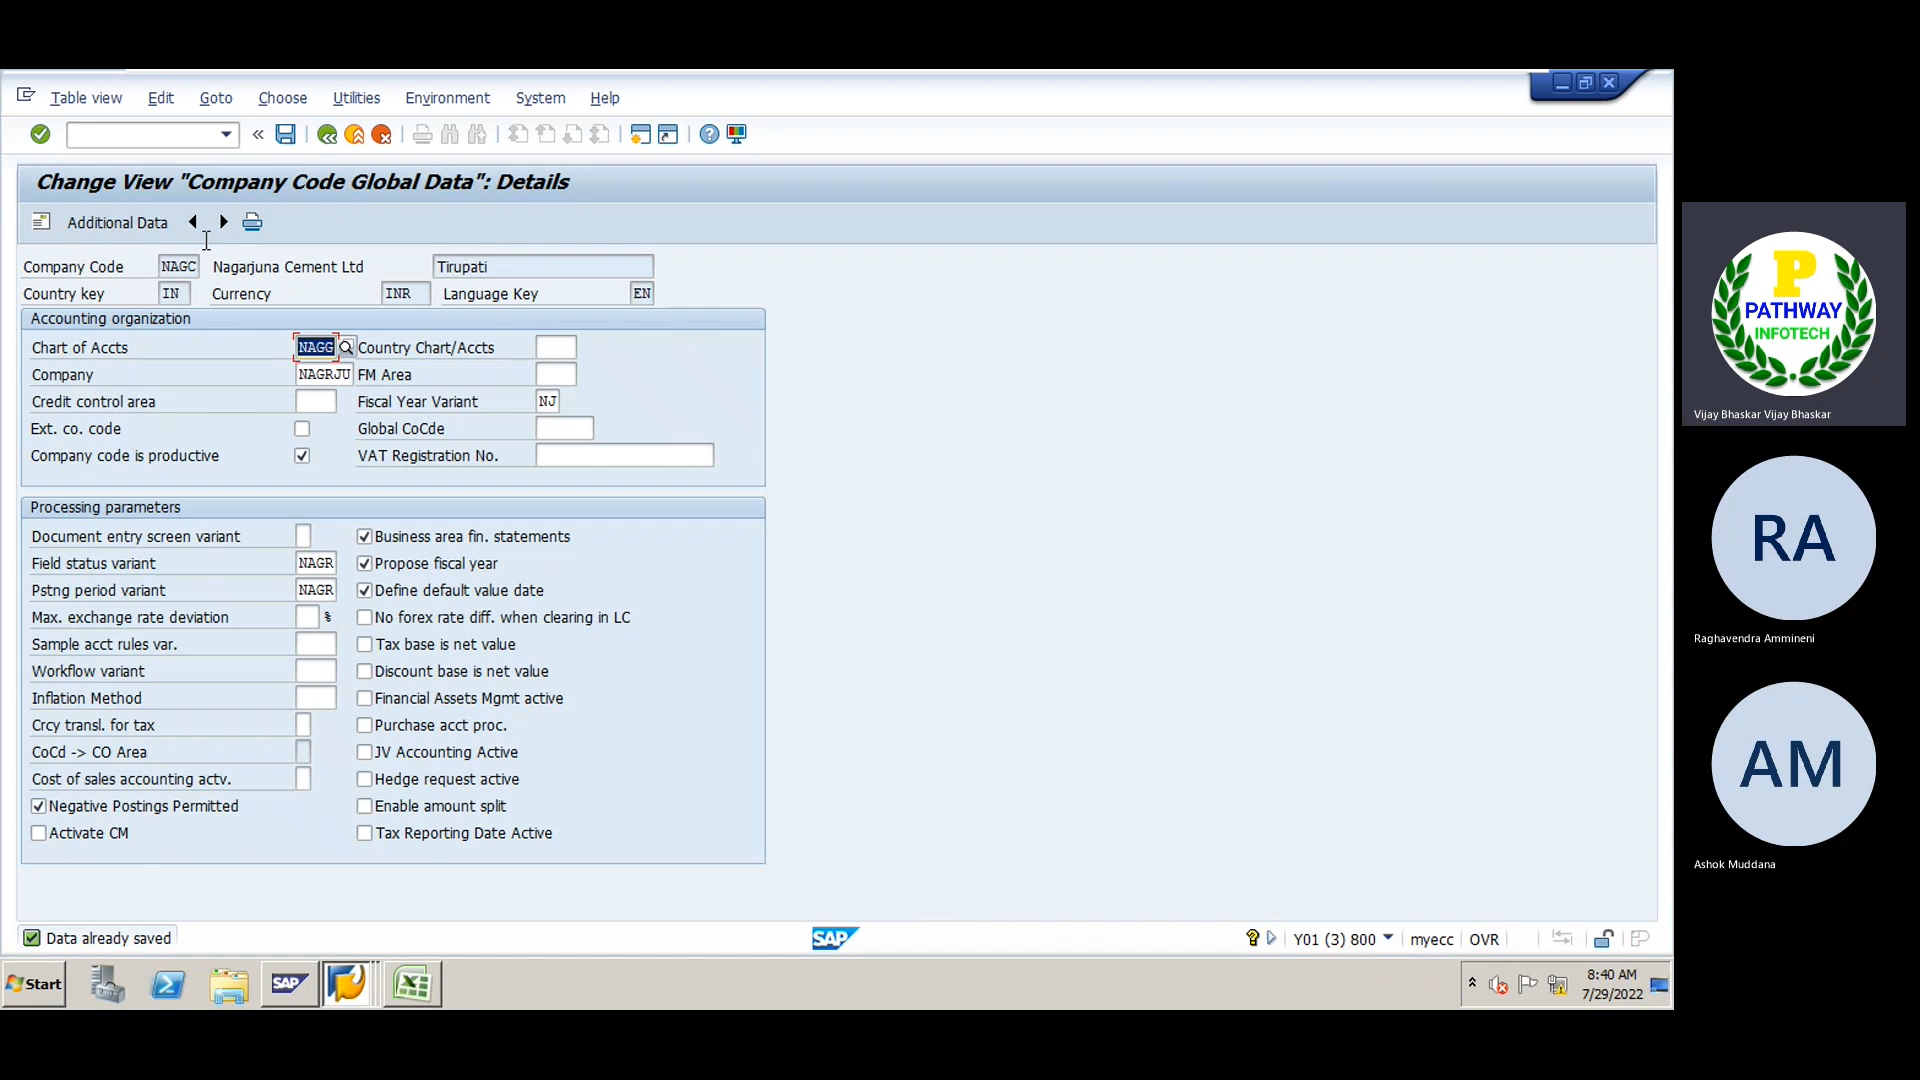 Table view Edit Goto Choose Utilities Environment System Help
Change View "Company Code Global Data": Details
Additional Data
Company Code NAGC Nagarjuna Cement Ltd Tirupati
Country key IN Currency INR Language Key EN
Accounting organization
Chart of Accts NAGG Country Chart/Accts
Company NAGRJU FM Area
Credit control area Fiscal Year Variant NJ
Ext. co. code Global CoCde
Company code is productive VAT Registration No.
Processing parameters
Document entry screen variant Business area fin. statements
Field status variant NAGR Propose fiscal year
Pstng period variant NAGR Define default value date
Max. exchange rate deviation % No forex rate diff. when clearing in LC
Sample acct rules var. Tax base is net value
Workflow variant Discount base is net value
Inflation Method Financial Assets Mgmt active
Crcy transl. for tax Purchase acct proc.
CoCd -> CO Area JV Accounting Active
Cost of sales accounting actv. Hedge request active
Negative Postings Permitted Enable amount split
Activate CM Tax Reporting Date Active
Data already saved SAP Y01 (3) 800 myecc OVR
Start SAP 8:40 AM
7/29/2022
P
PATHWAY
INFOTECH
Vijay Bhaskar Vijay Bhaskar
RA
Raghavendra Ammineni
AM
Ashok Muddana